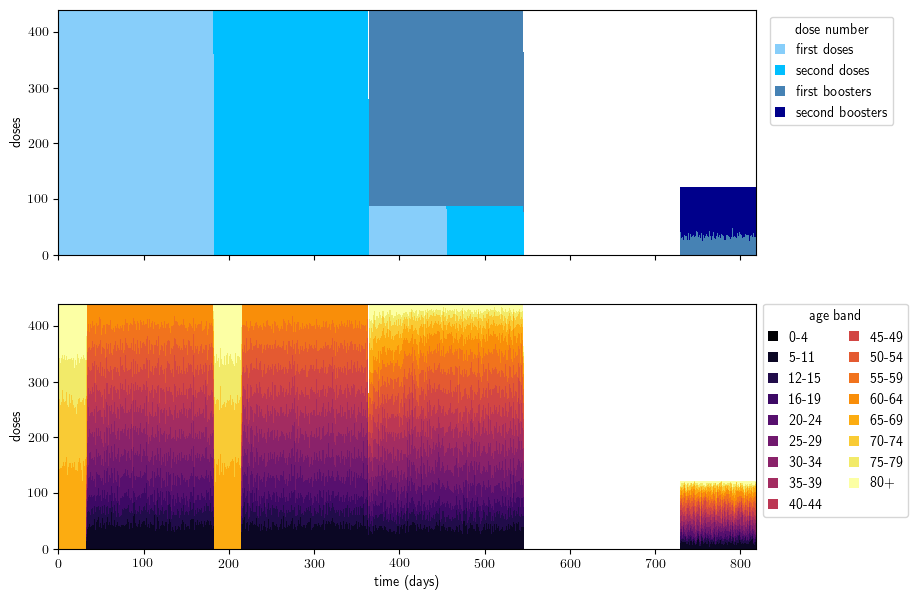 400
300
200
100
0
doses
dose number
first doses
second doses
first boosters
second boosters
400
300
200
100
0
doses
0 100 200 300 400 500 600 700 800
time (days)
age band
0-4 45-49
5-11 50-54
12-15 55-59
16-19 60-64
20-24 65-69
25-29 70-74
30-34 75-79
35-39 80+
40-44